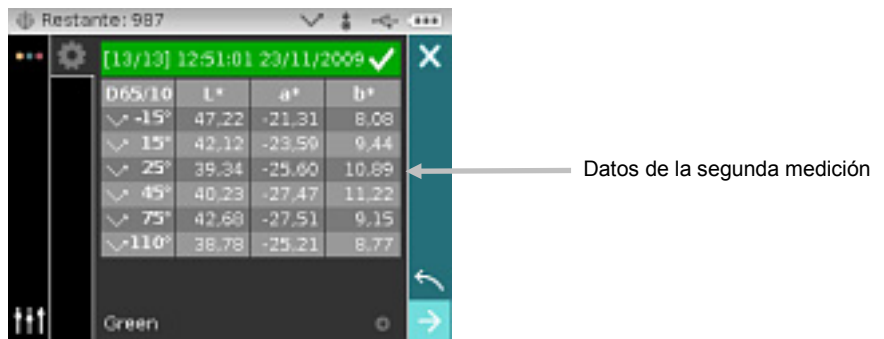 Restante: 987
[13/13] 12:51:01 23/11/2009
D65/10 L* a* b*
-15° 47,22 -21,31 8,08
15° 42,12 -23,59 9,44
25° 39,34 -25,60 10,89
45° 40,23 -27,47 11,22
75° 42,68 -27,51 9,15
110° 38,78 -25,21 8,77
Green
Datos de la segunda medición